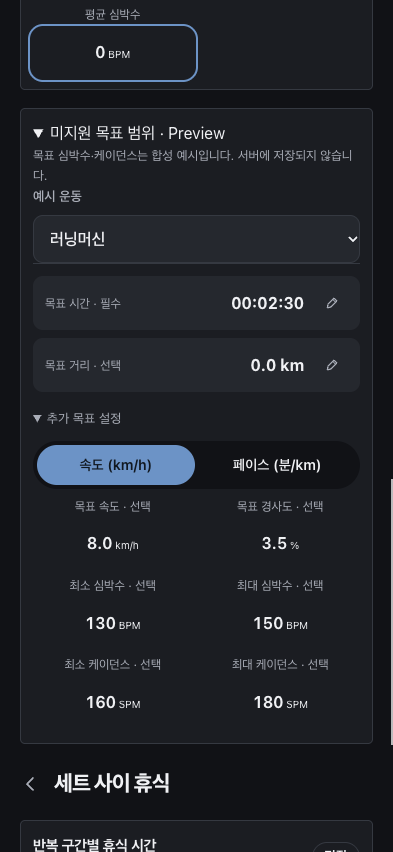 평균 심박수
0 BPM
▼ 미지원 목표 범위 · Preview
목표 심박수·케이던스는 합성 예시입니다. 서버에 저장되지 않습니
다.
예시 운동
러닝머신
목표 시간 · 필수 00:02:30
목표 거리 · 선택 0.0 km
▼ 추가 목표 설정
속도 (km/h) 페이스 (분/km)
목표 속도 · 선택 목표 경사도 · 선택
8.0 km/h 3.5 %
최소 심박수 · 선택 최대 심박수 · 선택
130 BPM 150 BPM
최소 케이던스 · 선택 최대 케이던스 · 선택
160 SPM 180 SPM
세트 사이 휴식
반복 구간별 휴식 시간